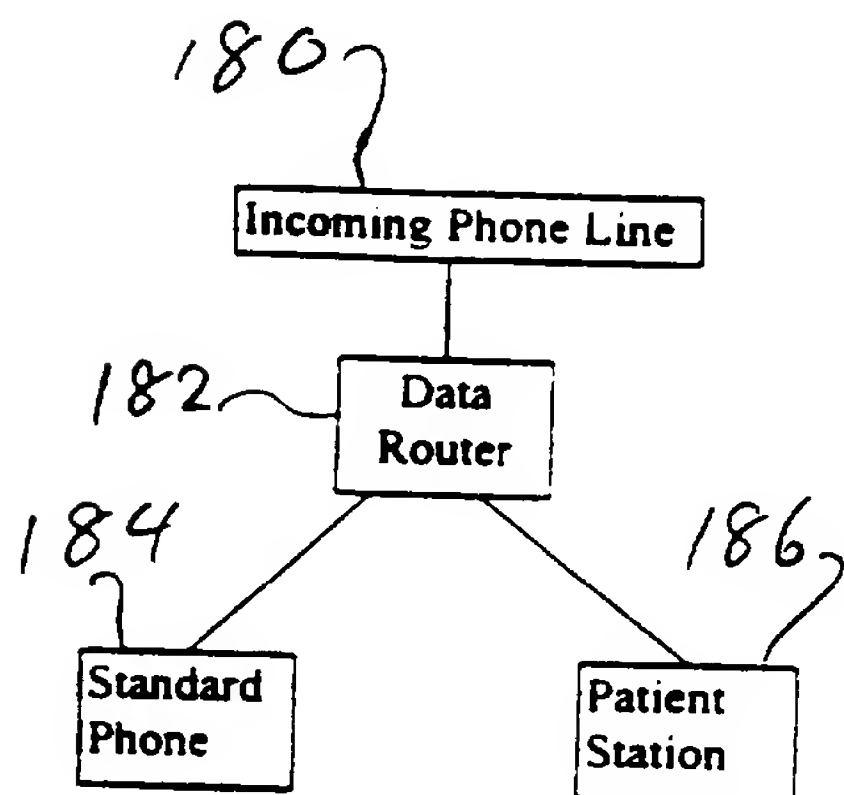 180
Incoming Phone Line
182
Data
Router
184
186
Standard
Phone
Patient
Station